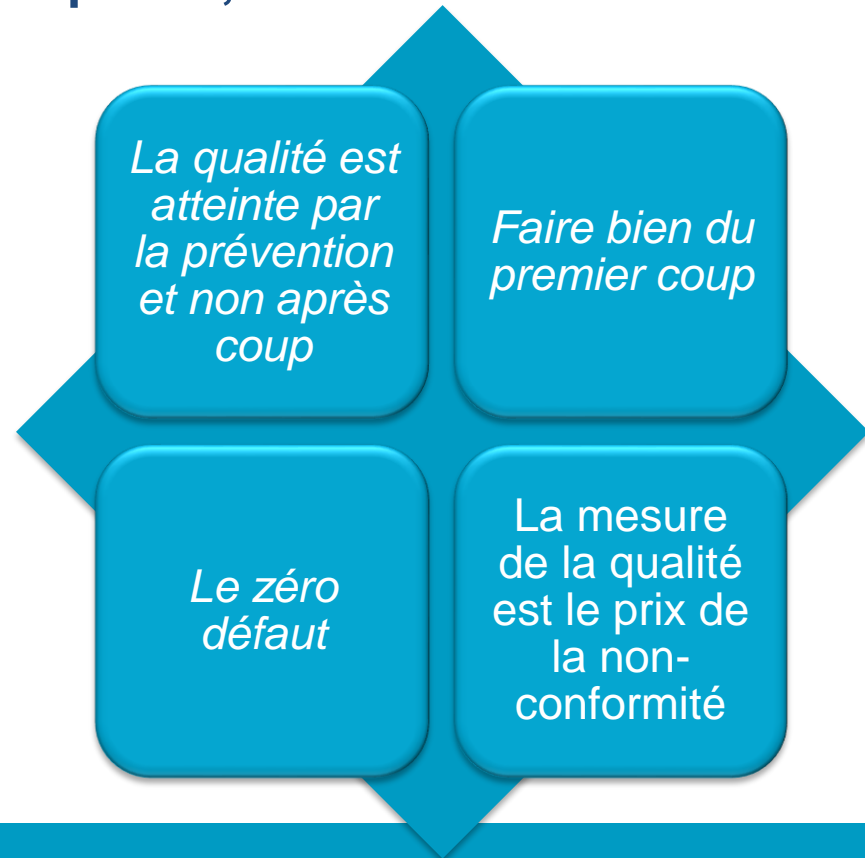 La qualité est
atteinte par
la prévention
et non après
coup
Faire bien du
premier coup
Le zéro
défaut
La mesure
de la qualité
est le prix de
la non-
conformité